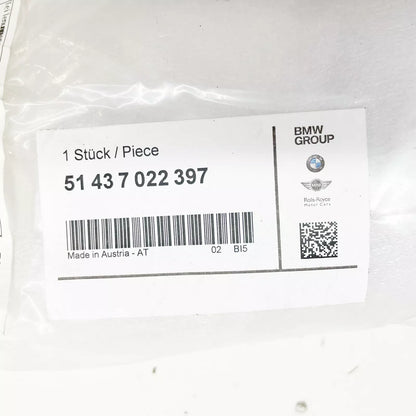 1 Stück / Piece
51 43 7 022 397
Made in Austria - AT 02 BI5
BMW
GROUP
Rolls-Royce
Motor Cars